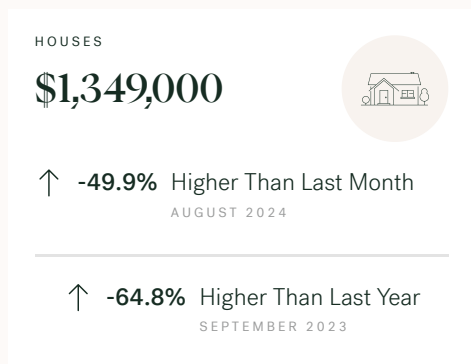 HOUSES
$1,349,000
-49.9% Higher Than Last Month
AUGUST 2024
-64.8% Higher Than Last Year
SEPTEMBER 2023